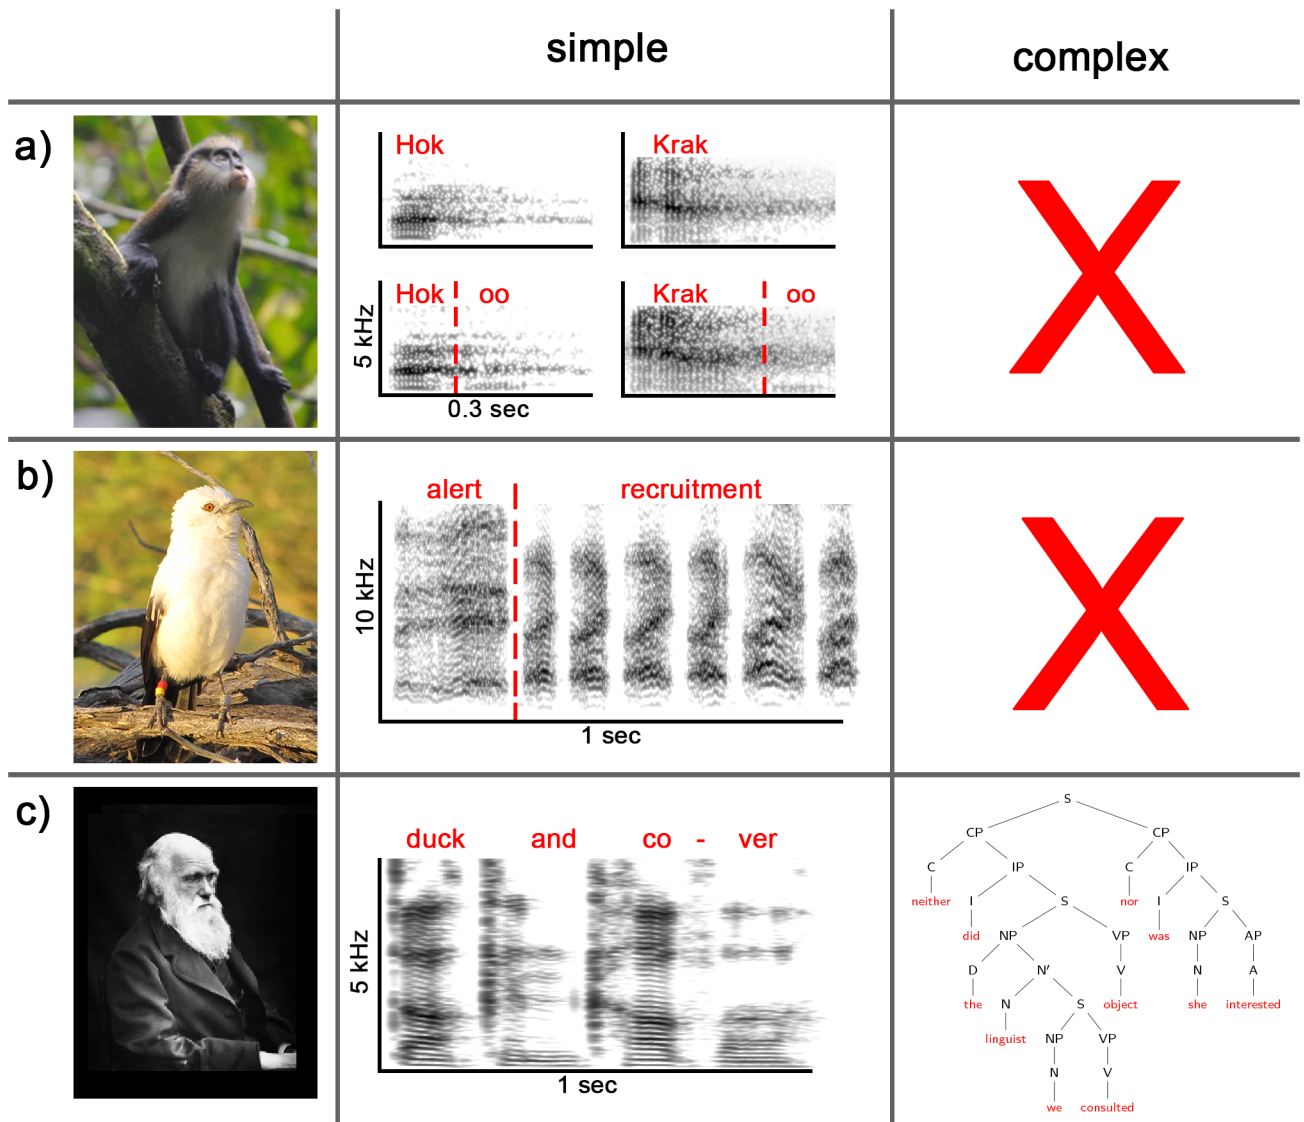 simple
complex
a)
Hok
Krak
Hok oo
Krak oo
5 kHz
0.3 sec
b)
alert
recruitment
10 kHz
1 sec
c)
duck and co - ver
5 kHz
1 sec
S
CP CP
C IP C IP
neither I S nor I S
did NP VP was NP AP
D N′ V N A
the N S object she interested
linguist NP VP
N V
we consulted